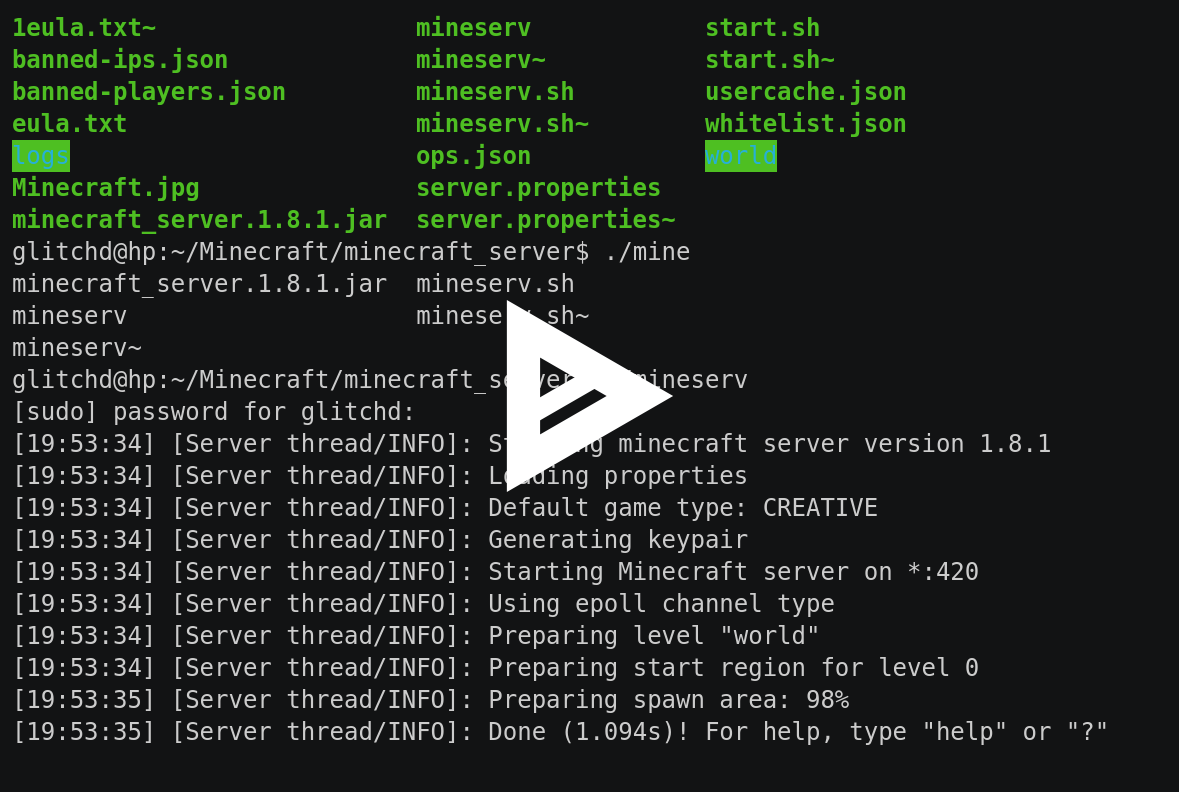 1eula.txt~                  mineserv            start.sh
banned-ips.json             mineserv~           start.sh~
banned-players.json         mineserv.sh         usercache.json
eula.txt                    mineserv.sh~        whitelist.json
logs                        ops.json            world
Minecraft.jpg               server.properties
minecraft_server.1.8.1.jar  server.properties~
glitchd@hp:~/Minecraft/minecraft_server$ ./mine
minecraft_server.1.8.1.jar  mineserv.sh
mineserv                    mineserv.sh~
mineserv~
glitchd@hp:~/Minecraft/minecraft_server mineserv
[sudo] password for glitchd:
[19:53:34] [Server thread/INFO]: Starting minecraft server version 1.8.1
[19:53:34] [Server thread/INFO]: Loading properties
[19:53:34] [Server thread/INFO]: Default game type: CREATIVE
[19:53:34] [Server thread/INFO]: Generating keypair
[19:53:34] [Server thread/INFO]: Starting Minecraft server on *:420
[19:53:34] [Server thread/INFO]: Using epoll channel type
[19:53:34] [Server thread/INFO]: Preparing level "world"
[19:53:34] [Server thread/INFO]: Preparing start region for level 0
[19:53:35] [Server thread/INFO]: Preparing spawn area: 98%
[19:53:35] [Server thread/INFO]: Done (1.094s)! For help, type "help" or "?"